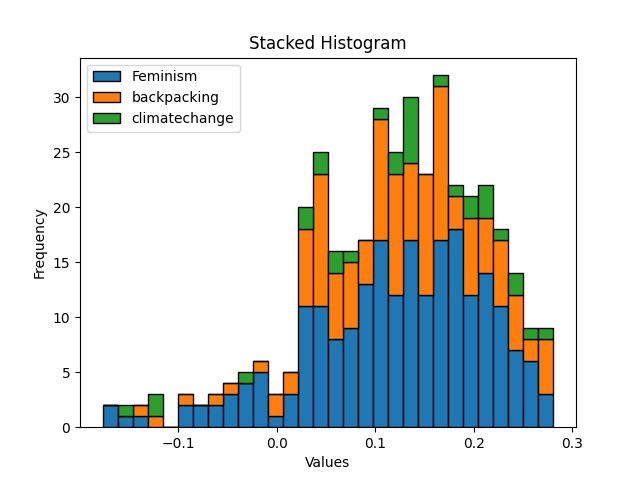 Stacked Histogram
Feminism
backpacking
climatechange
30
25
20
15
10
5
0
Frequency
−0.1
0.0
0.1
0.2
0.3
Values